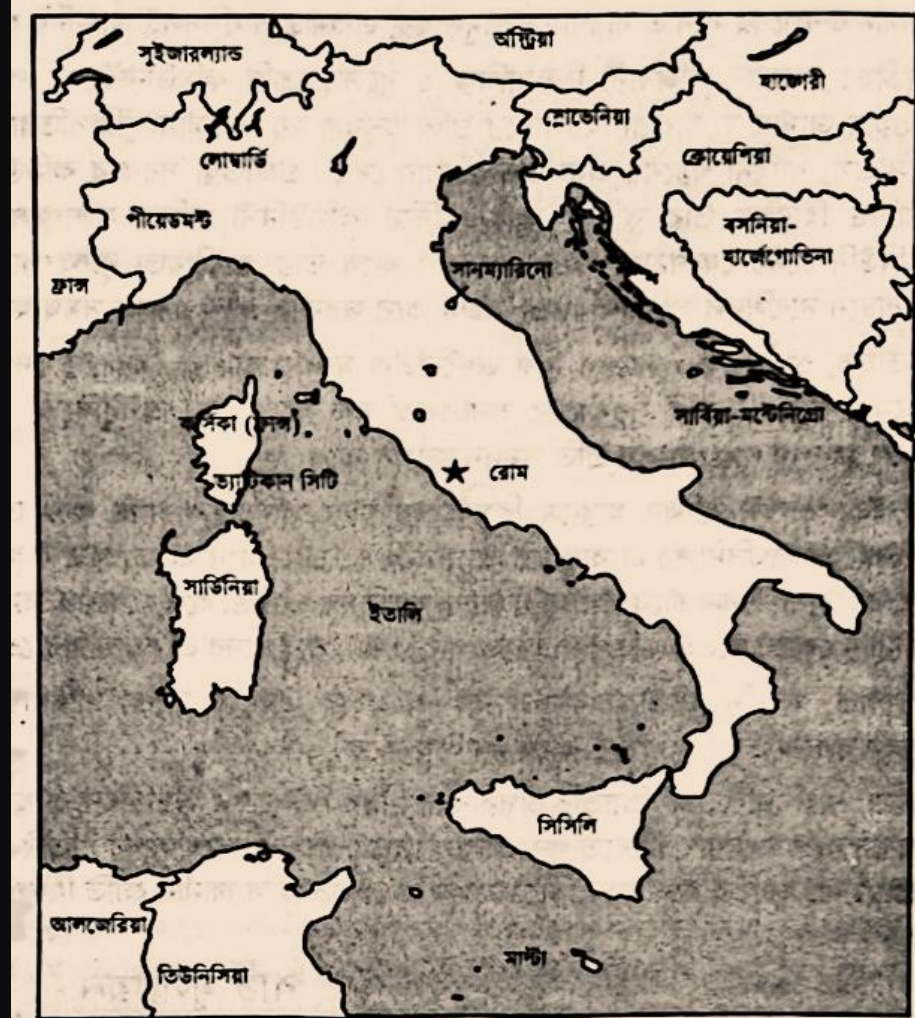 সুইজারল্যান্ড
অস্ট্রিয়া
হাঙ্গেরী
স্লোভেনিয়া
লোম্বার্ডি
ক্রোয়েশিয়া
পীয়েডমন্ট
বসনিয়া-
হার্জেগোভিনা
সানম্যারিনো
ফ্রান্স
কর্সিকা (ফ্রান্স)
সার্বিয়া-মন্টেনিগ্রো
ভ্যাটিকান সিটি
রোম
সার্ডিনিয়া
ইতালি
সিসিলি
আলজেরিয়া
তিউনিসিয়া
মাল্টা